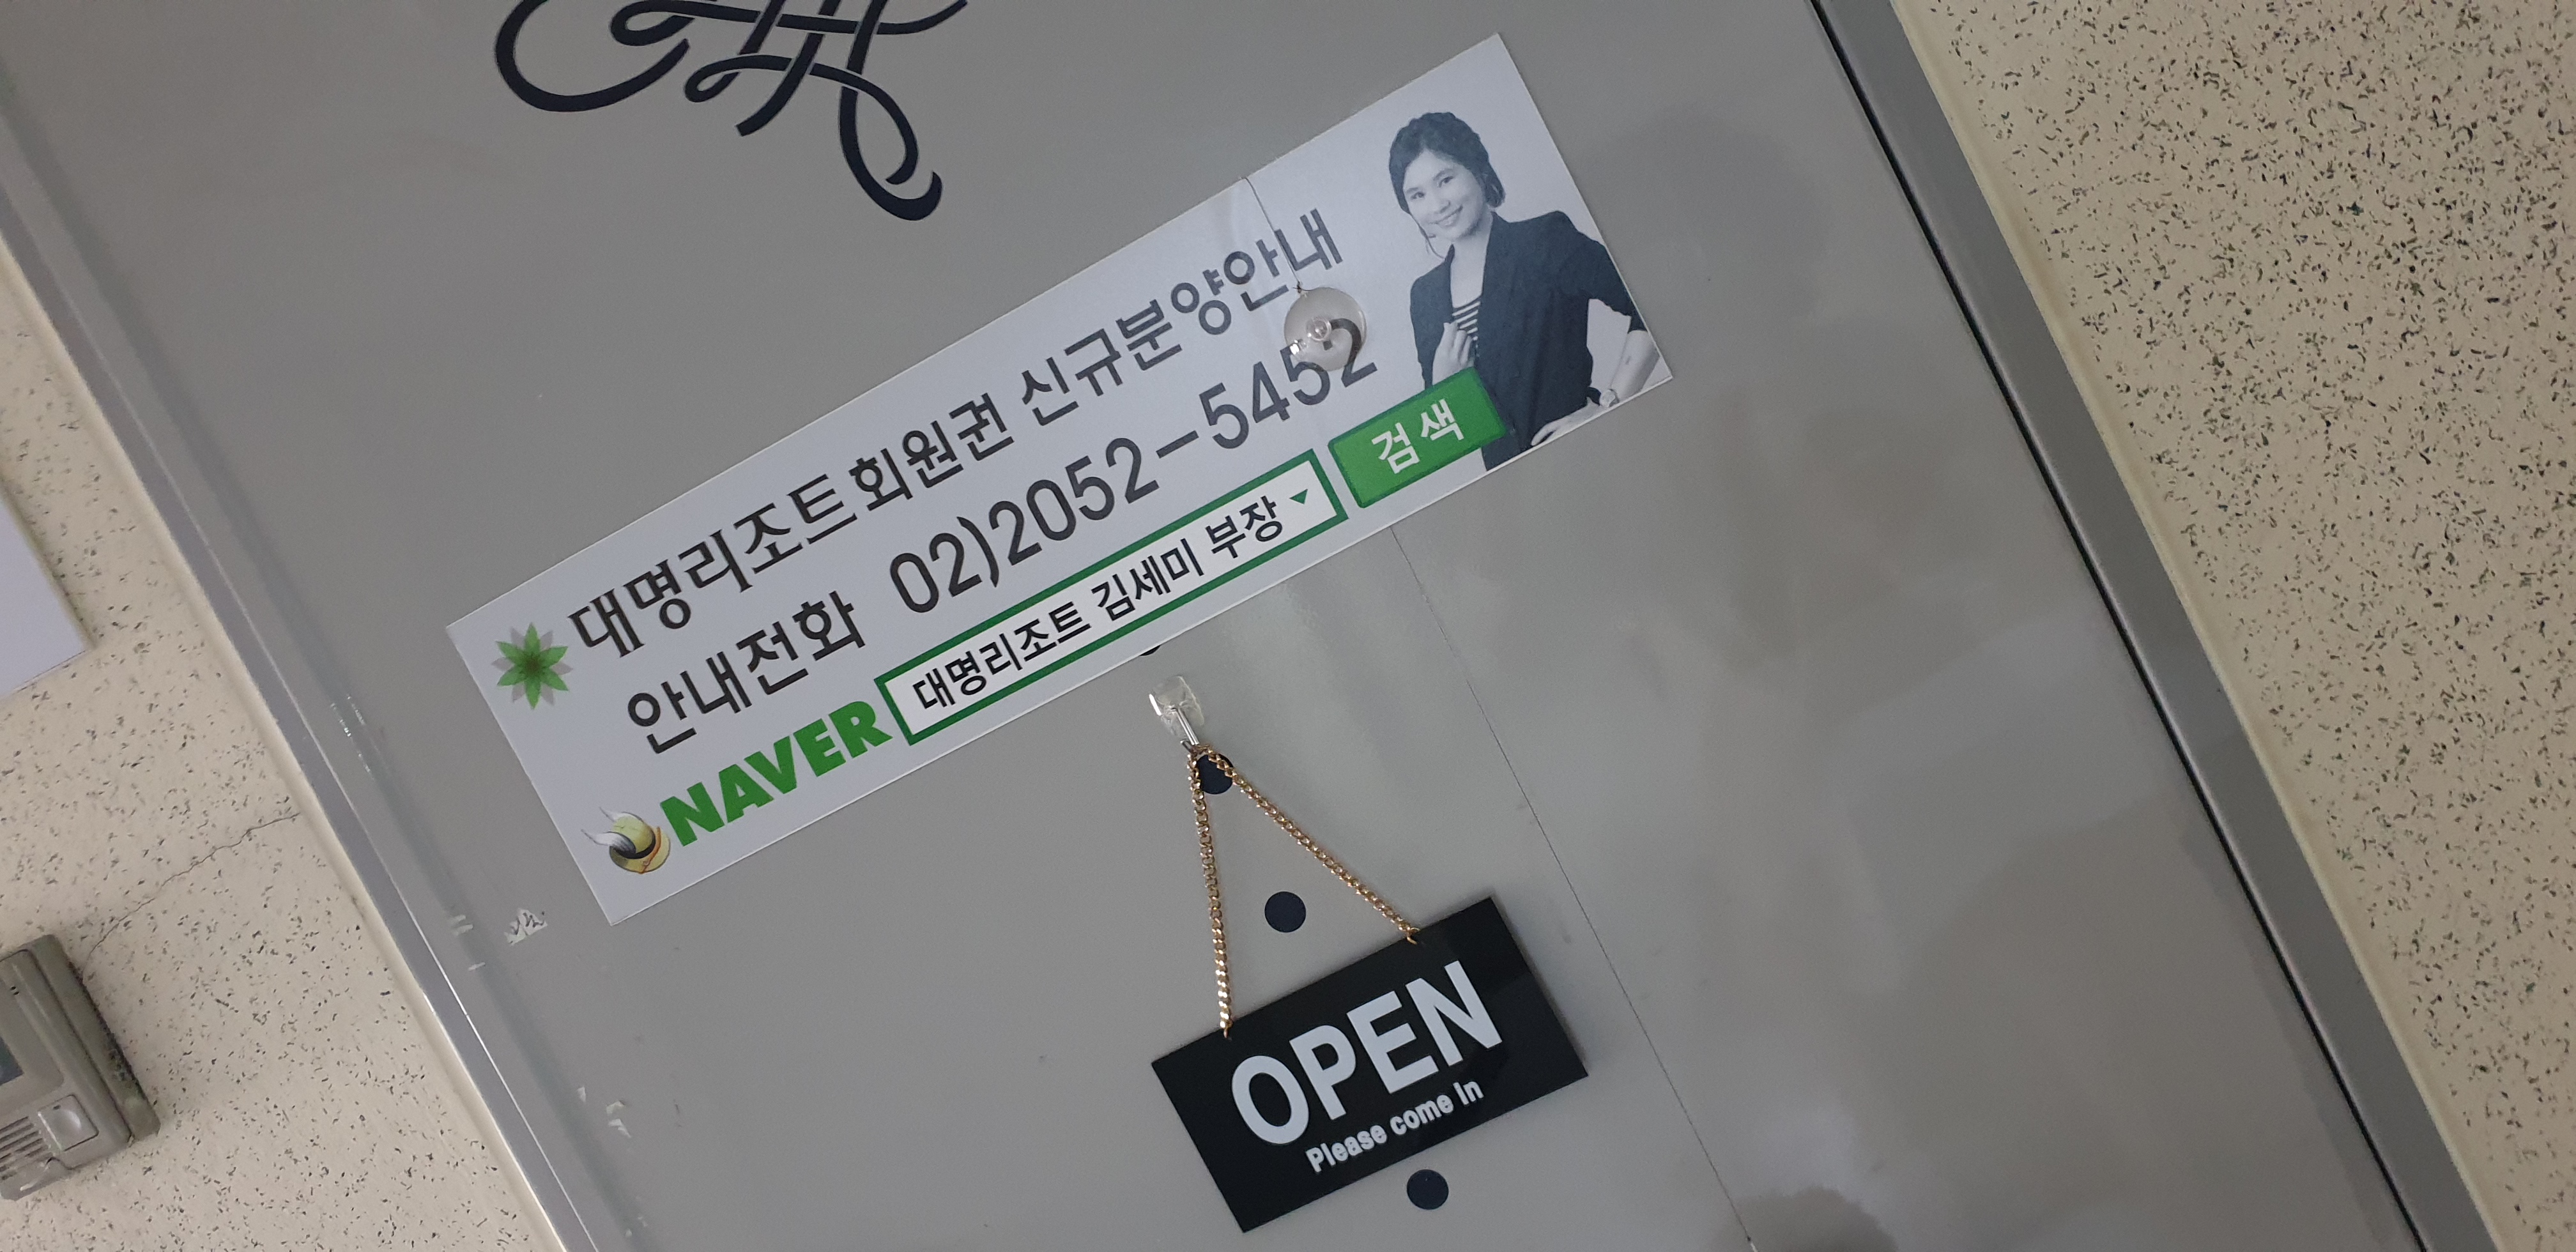 대명리조트회원권 신규분양안내
안내전화 02)2052-5452
NAVER 대명리조트 김세미 부장 검색
OPEN
Please come in